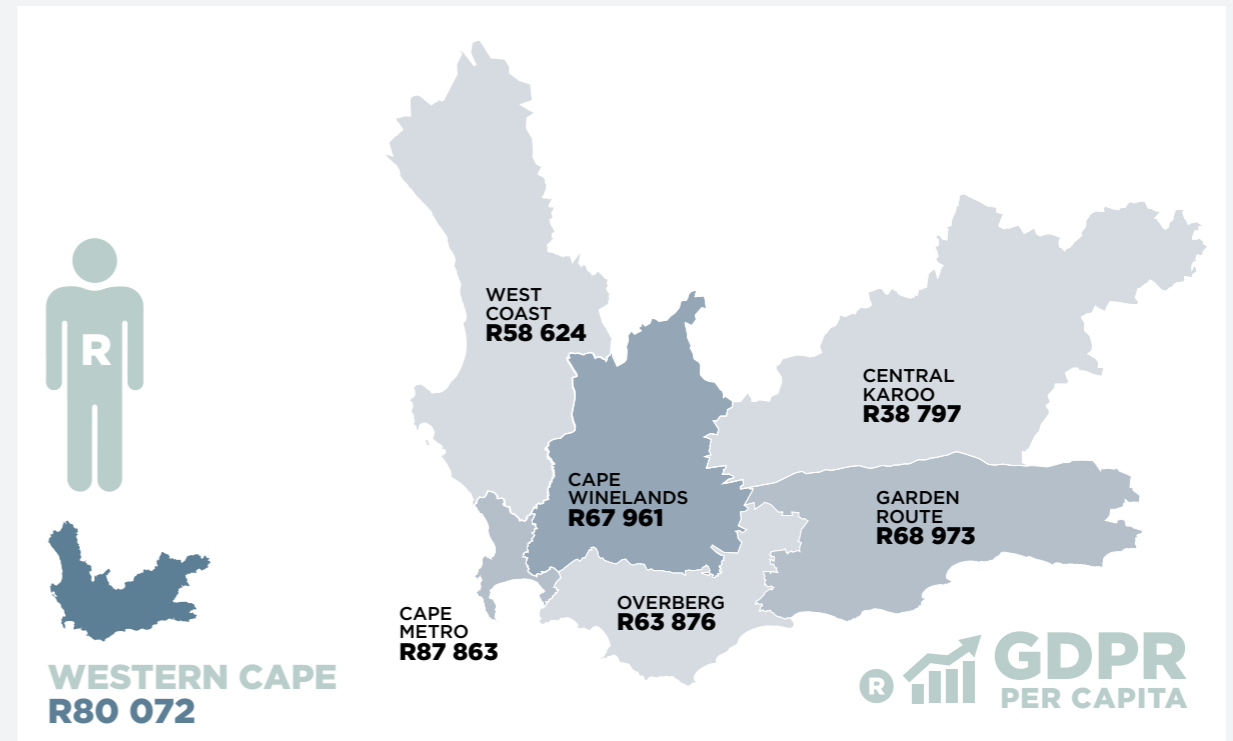 R
WESTERN CAPE
R80 072
WEST
COAST
R58 624
CENTRAL
KAROO
R38 797
CAPE
WINELANDS
R67 961
GARDEN
ROUTE
R68 973
OVERBERG
R63 876
CAPE
METRO
R87 863
R
GDPR
PER CAPITA